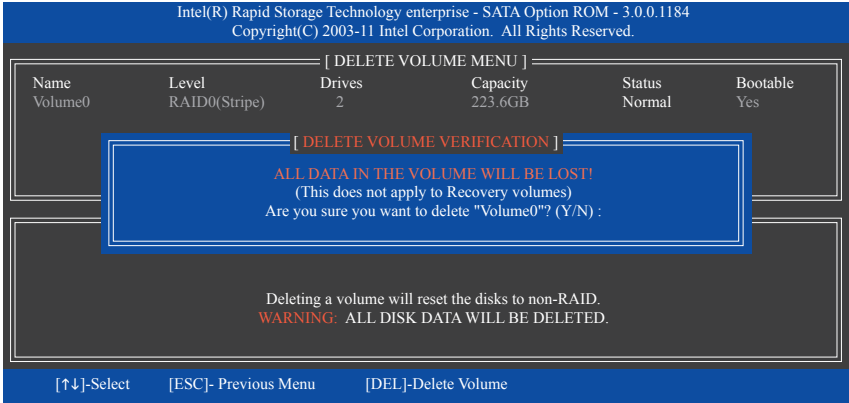 Intel(R) Rapid Storage Technology enterprise - SATA Option ROM - 3.0.0.1184
Copyright(C) 2003-11 Intel Corporation. All Rights Reserved.
[ DELETE VOLUME MENU ]
Name Level Drives Capacity Status Bootable
Volume0 RAID0(Stripe) 2 223.6GB Normal Yes
[ DELETE VOLUME VERIFICATION ]
ALL DATA IN THE VOLUME WILL BE LOST!
(This does not apply to Recovery volumes)
Are you sure you want to delete "Volume0"? (Y/N) :
Deleting a volume will reset the disks to non-RAID.
WARNING: ALL DISK DATA WILL BE DELETED.
[↑↓]-Select [ESC]- Previous Menu [DEL]-Delete Volume